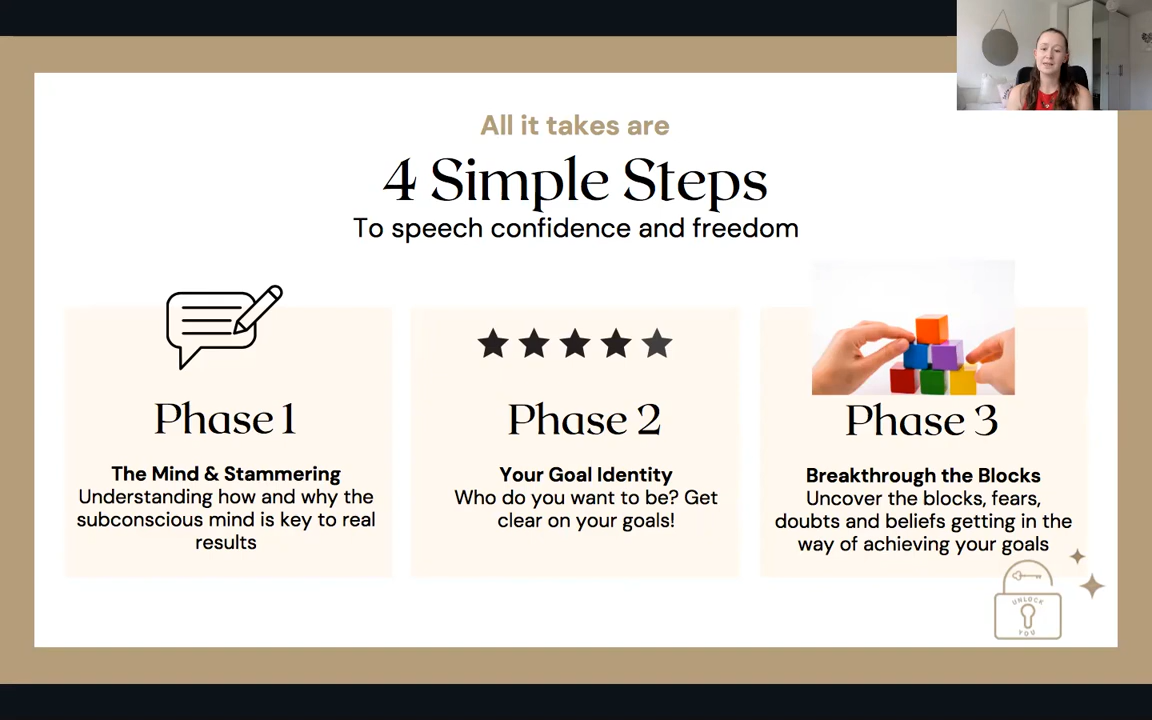 All it takes are
4 Simple Steps
To speech confidence and freedom
Phase 1
The Mind & Stammering
Understanding how and why the
subconscious mind is key to real
results
Phase 2
Your Goal Identity
Who do you want to be? Get
clear on your goals!
Phase 3
Breakthrough the Blocks
Uncover the blocks, fears,
doubts and beliefs getting in the
way of achieving your goals
UNLOCK
YOU